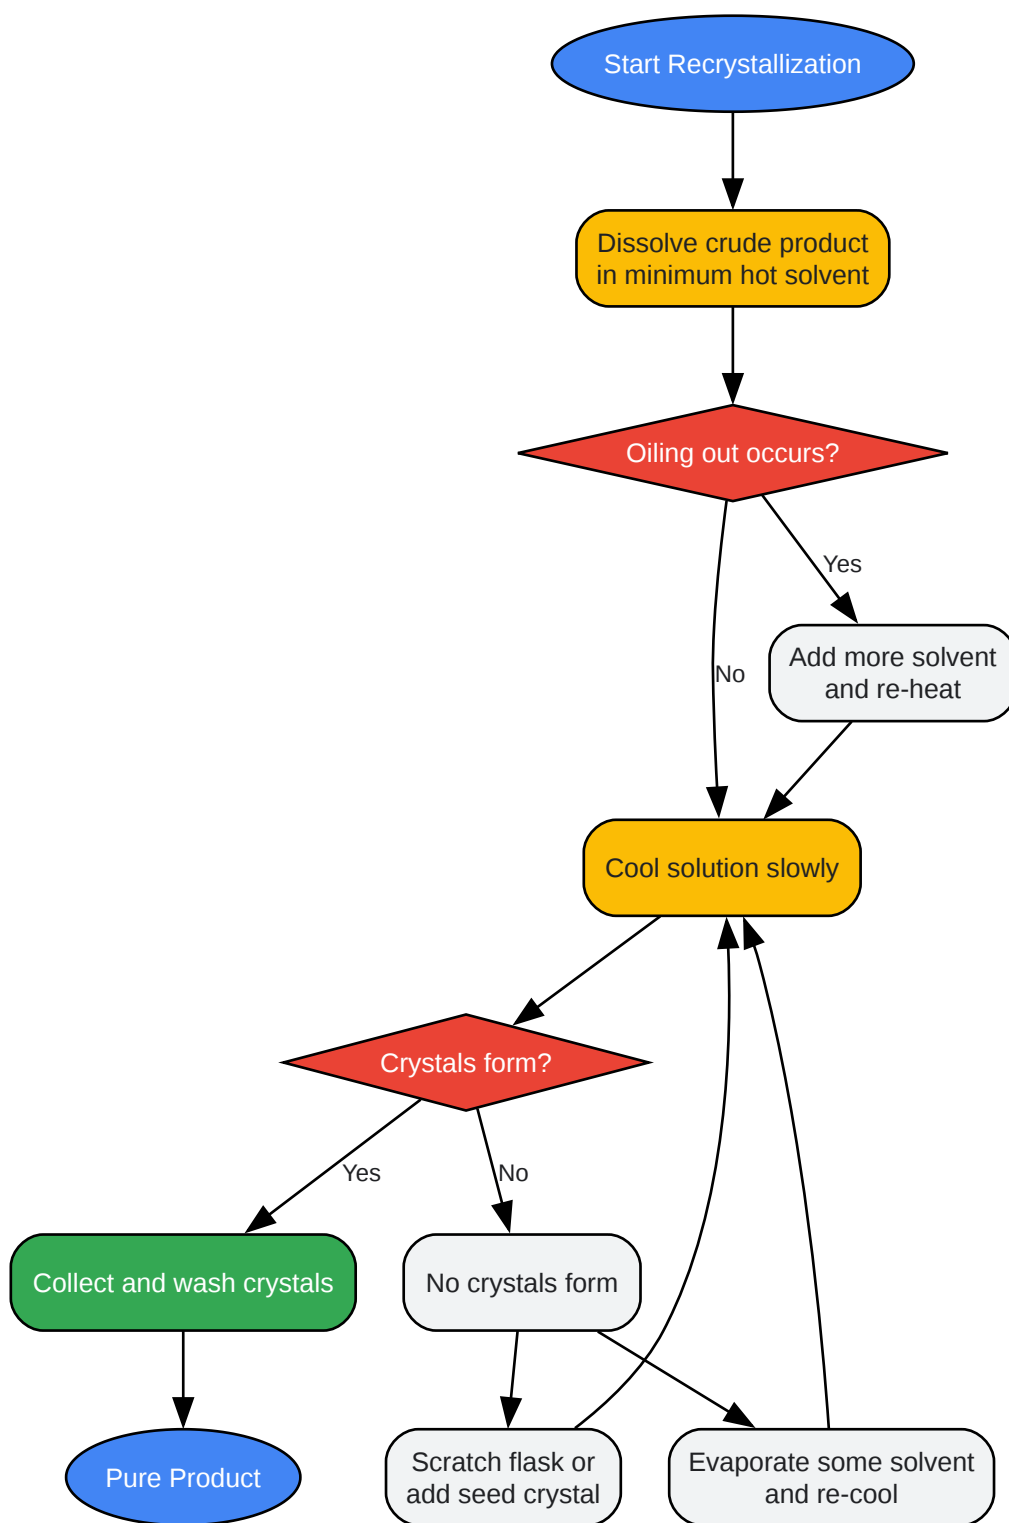 Start Recrystallization
Dissolve crude product
in minimum hot solvent
Oiling out occurs?
Yes
Add more solvent
and re-heat
No
Cool solution slowly
Crystals form?
Yes
No
Collect and wash crystals
No crystals form
Pure Product
Scratch flask or
add seed crystal
Evaporate some solvent
and re-cool